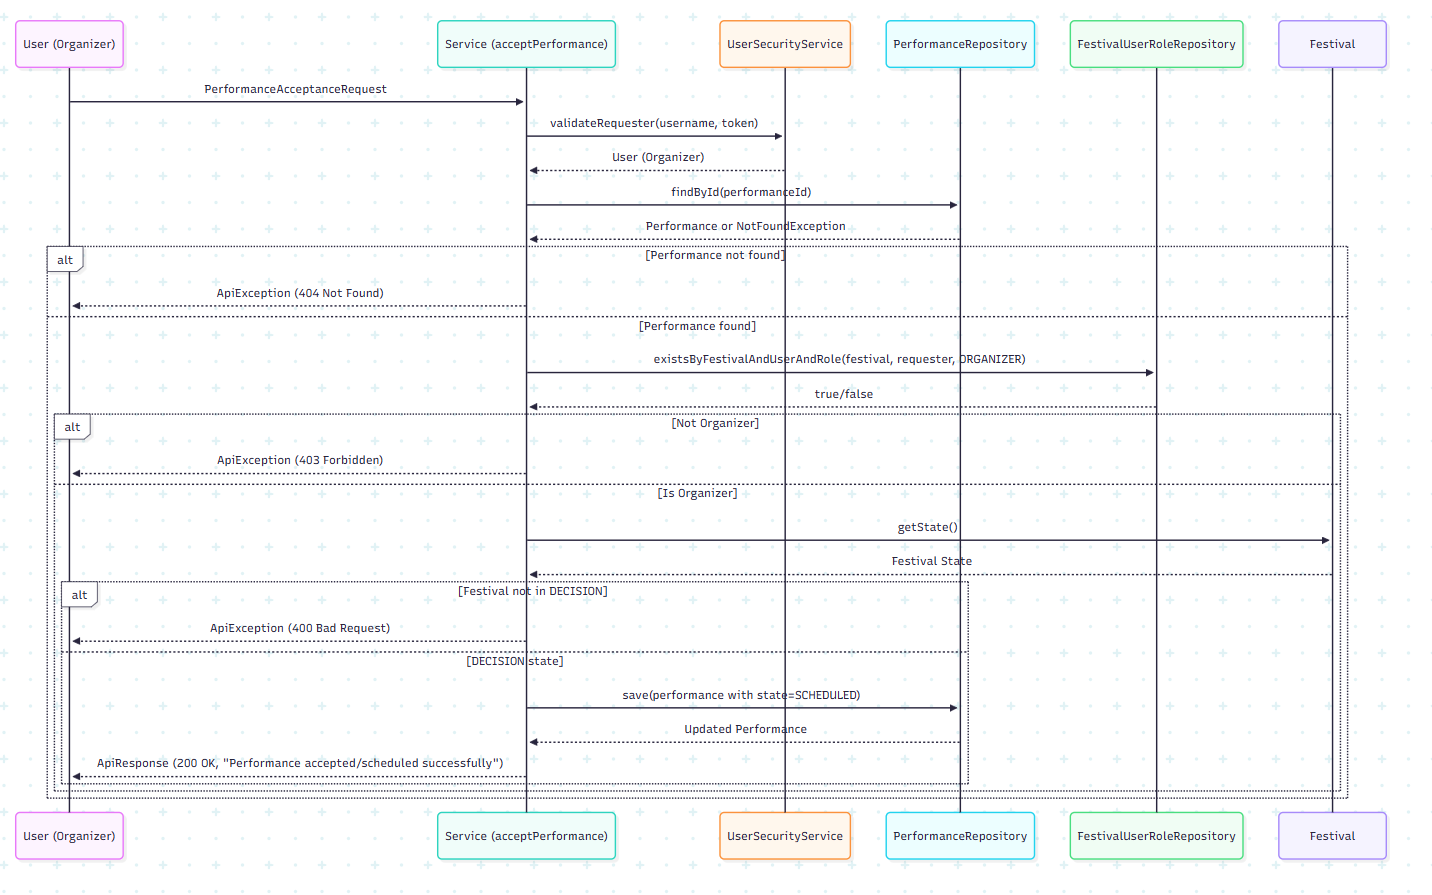 User (Organizer)
Service (acceptPerformance)
UserSecurityService
PerformanceRepository
FestivalUserRoleRepository
Festival
PerformanceAcceptanceRequest
validateRequester(username, token)
User (Organizer)
findById(performanceId)
Performance or NotFoundException
alt
[Performance not found]
ApiException (404 Not Found)
[Performance found]
existsByFestivalAndUserAndRole(festival, requester, ORGANIZER)
true/false
alt
[Not Organizer]
ApiException (403 Forbidden)
[Is Organizer]
getState()
Festival State
alt
[Festival not in DECISION]
ApiException (400 Bad Request)
[DECISION state]
save(performance with state=SCHEDULED)
Updated Performance
ApiResponse (200 OK, "Performance accepted/scheduled successfully")
User (Organizer)
Service (acceptPerformance)
UserSecurityService
PerformanceRepository
FestivalUserRoleRepository
Festival